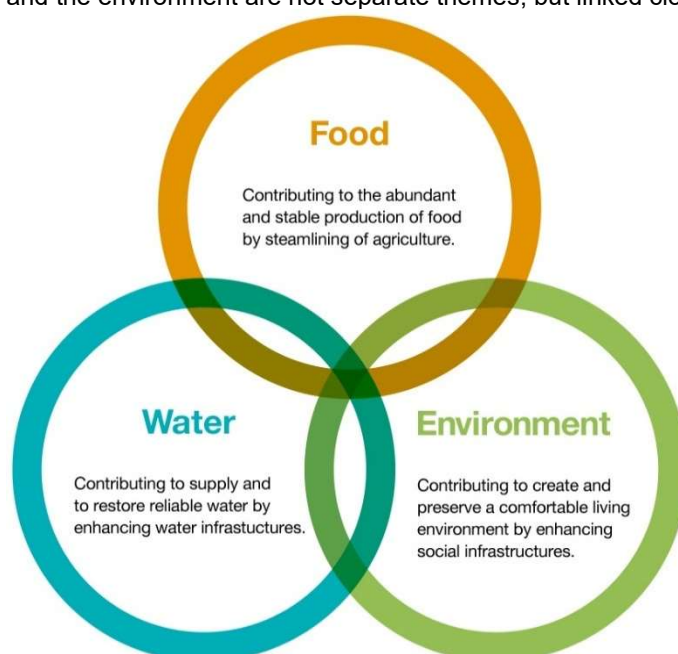 and the environment are not separate themes, but linked clo
Food
Contributing to the abundant
and stable production of food
by steamlining of agriculture.
Water
Contributing to supply and
to restore reliable water by
enhancing water infrastuctures.
Environment
Contributing to create and
preserve a comfortable living
environment by enhancing
social infrastructures.